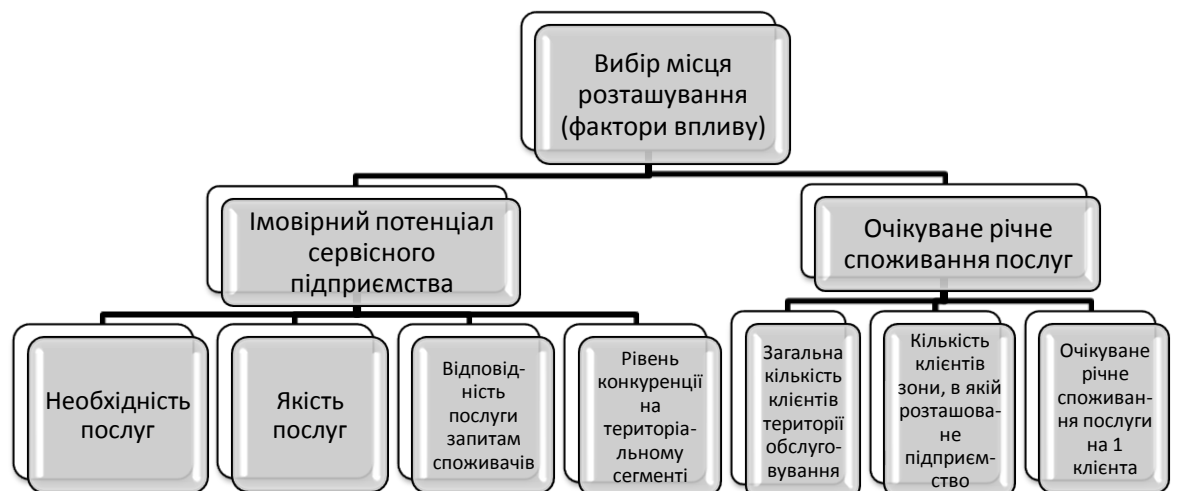 Вибір місця
розташування
(фактори впливу)
Імовірний потенціал
сервісного
підприємства
Очікуване річне
споживання послуг
Необхідність
послуг
Якість
послуг
Відповід-
ність
послуги
запитам
споживачів
Рівень
конкуренції
на
територіа-
льному
сегменті
Загальна
кількість
клієнтів
території
обслуго-
вування
Кількість
клієнтів
зони, в якій
розташова-
не
підприєм-
ство
Очікуване
річне
споживан-
ня послуги
на 1
клієнта